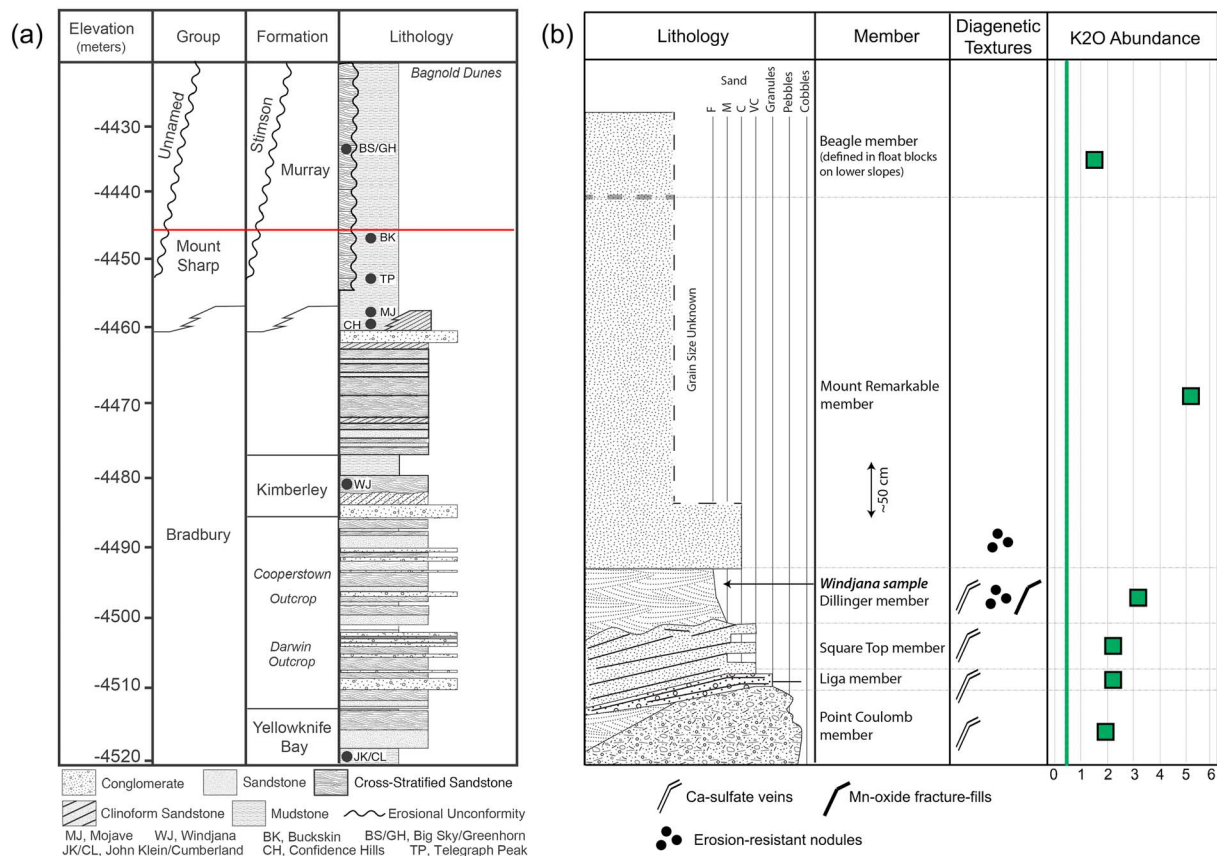 (a)
Elevation
(meters)
Group
Formation
Lithology
Bagnold Dunes
-4430
-4440
-4450
-4460
-4470
-4480
-4490
-4500
-4510
-4520
Unnamed
Mount
Sharp
Bradbury
Stimson
Murray
Kimberley
Cooperstown
Outcrop
Darwin
Outcrop
Yellowknife
Bay
BS/GH
BK
TP
MJ
CH
WJ
JK/CL
Conglomerate
Sandstone
Cross-Stratified Sandstone
Clinoform Sandstone
Mudstone
Erosional Unconformity
MJ, Mojave
WJ, Windjana
BK, Buckskin
BS/GH, Big Sky/Greenhorn
JK/CL, John Klein/Cumberland
CH, Confidence Hills
TP, Telegraph Peak
(b)
Lithology
Member
Diagenetic
Textures
K2O Abundance
Sand
F
M
C
VC
Granules
Pebbles
Cobbles
Grain Size Unknown
~50 cm
Beagle member
(defined in float blocks
on lower slopes)
Mount Remarkable
member
Windjana sample
Dillinger member
Square Top member
Liga member
Point Coulomb
member
0 1 2 3 4 5 6
Ca-sulfate veins
Mn-oxide fracture-fills
Erosion-resistant nodules